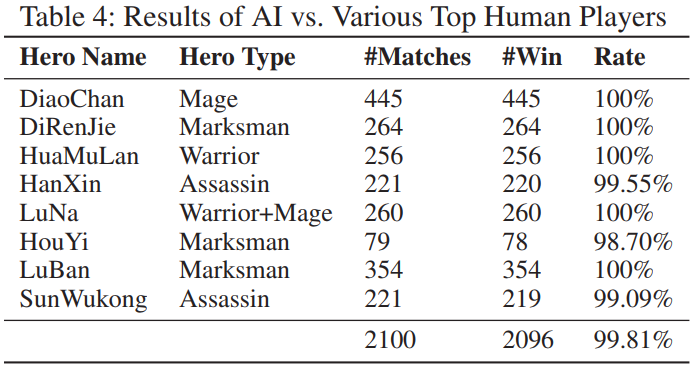 Table 4: Results of AI vs. Various Top Human Players
Hero Name Hero Type #Matches #Win Rate
DiaoChan Mage 445 445 100%
DiRenJie Marksman 264 264 100%
HuaMuLan Warrior 256 256 100%
HanXin Assassin 221 220 99.55%
LuNa Warrior+Mage 260 260 100%
HouYi Marksman 79 78 98.70%
LuBan Marksman 354 354 100%
SunWukong Assassin 221 219 99.09%
2100 2096 99.81%